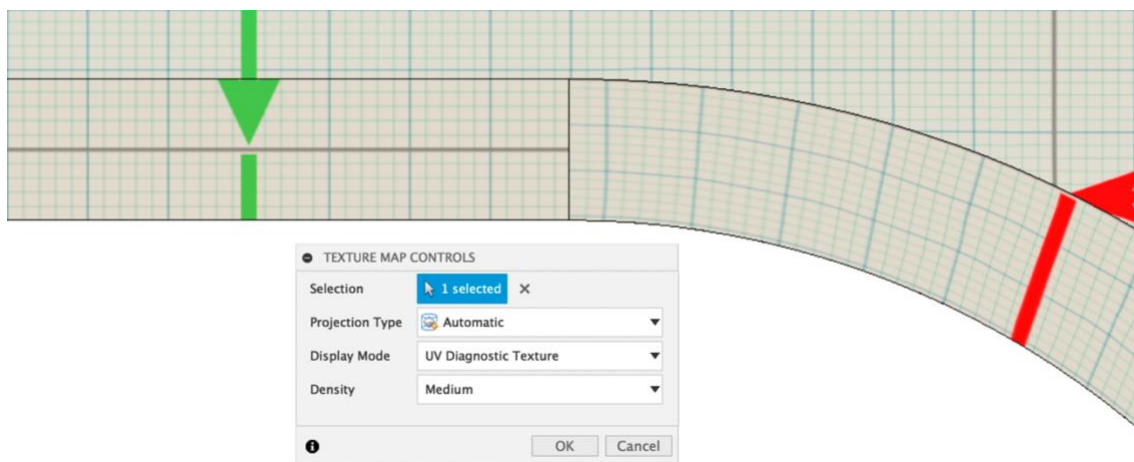 TEXTURE MAP CONTROLS
Selection 1 selected
Projection Type Automatic
Display Mode UV Diagnostic Texture
Density Medium
OK Cancel